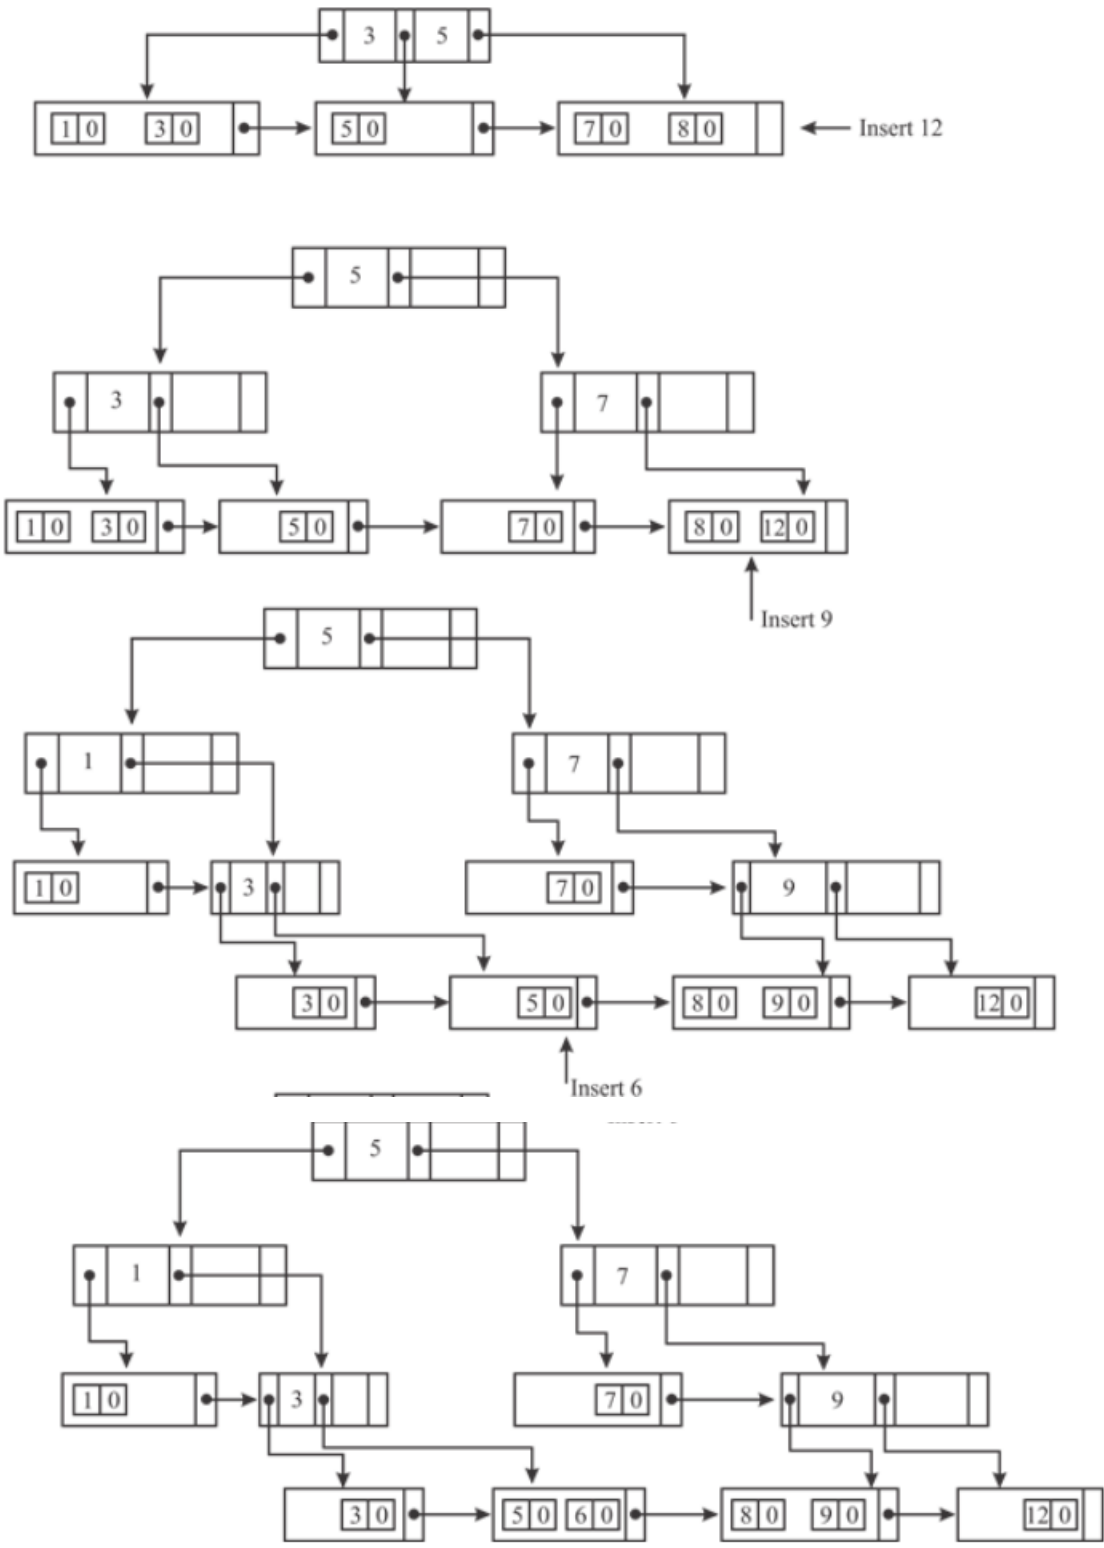 3 5
1 0 3 0 5 0 7 0 8 0 Insert 12
5
3 7
1 0 3 0 5 0 7 0 8 0 12 0
Insert 9
5
1 7
1 0 3 7 0 9
3 0 5 0 8 0 9 0 12 0
Insert 6
5
1 7
1 0 3 7 0 9
3 0 5 0 6 0 8 0 9 0 12 0